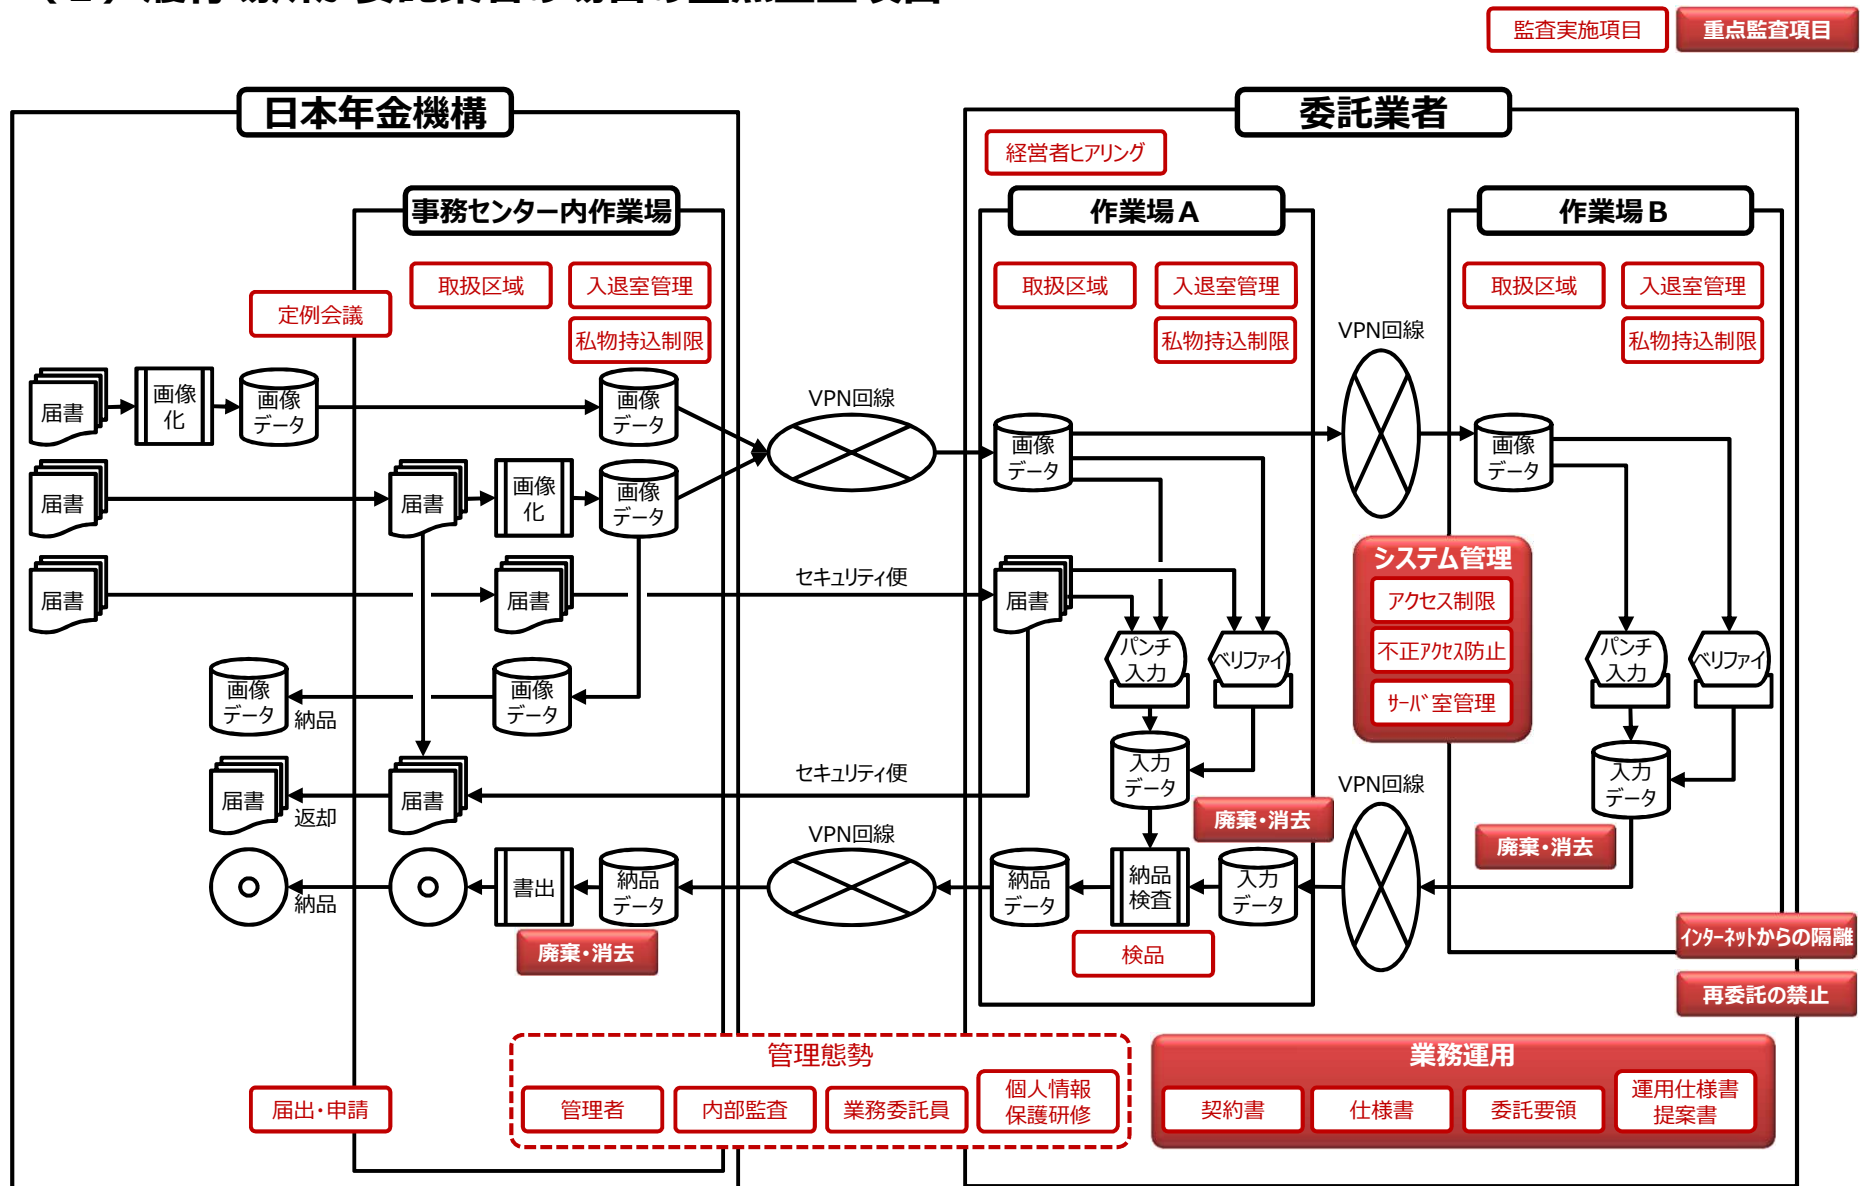 監査実施項目
重点監査項目
日本年金機構
委託業者
経営者ヒアリング
事務センター内作業場
作業場A
作業場B
取扱区域
入退室管理
取扱区域
入退室管理
取扱区域
入退室管理
定例会議
私物持込制限
私物持込制限
私物持込制限
VPN回線
届書
画像
化
画像
データ
画像
データ
VPN回線
画像
データ
画像
データ
届書
届書
画像
化
画像
データ
システム管理
アクセス制限
不正アクセス防止
サーバ室管理
届書
届書
セキュリティ便
届書
パンチ
入力
ベリファイ
パンチ
入力
ベリファイ
画像
データ
納品
画像
データ
入力
データ
入力
データ
届書
返却
届書
セキュリティ便
VPN回線
廃棄・消去
廃棄・消去
VPN回線
納品
書出
納品
データ
納品
データ
納品
検査
入力
データ
廃棄・消去
検品
インターネットからの隔離
再委託の禁止
管理態勢
業務運用
届出・申請
管理者
内部監査
業務委託員
個人情報
保護研修
契約書
仕様書
委託要領
運用仕様書
提案書